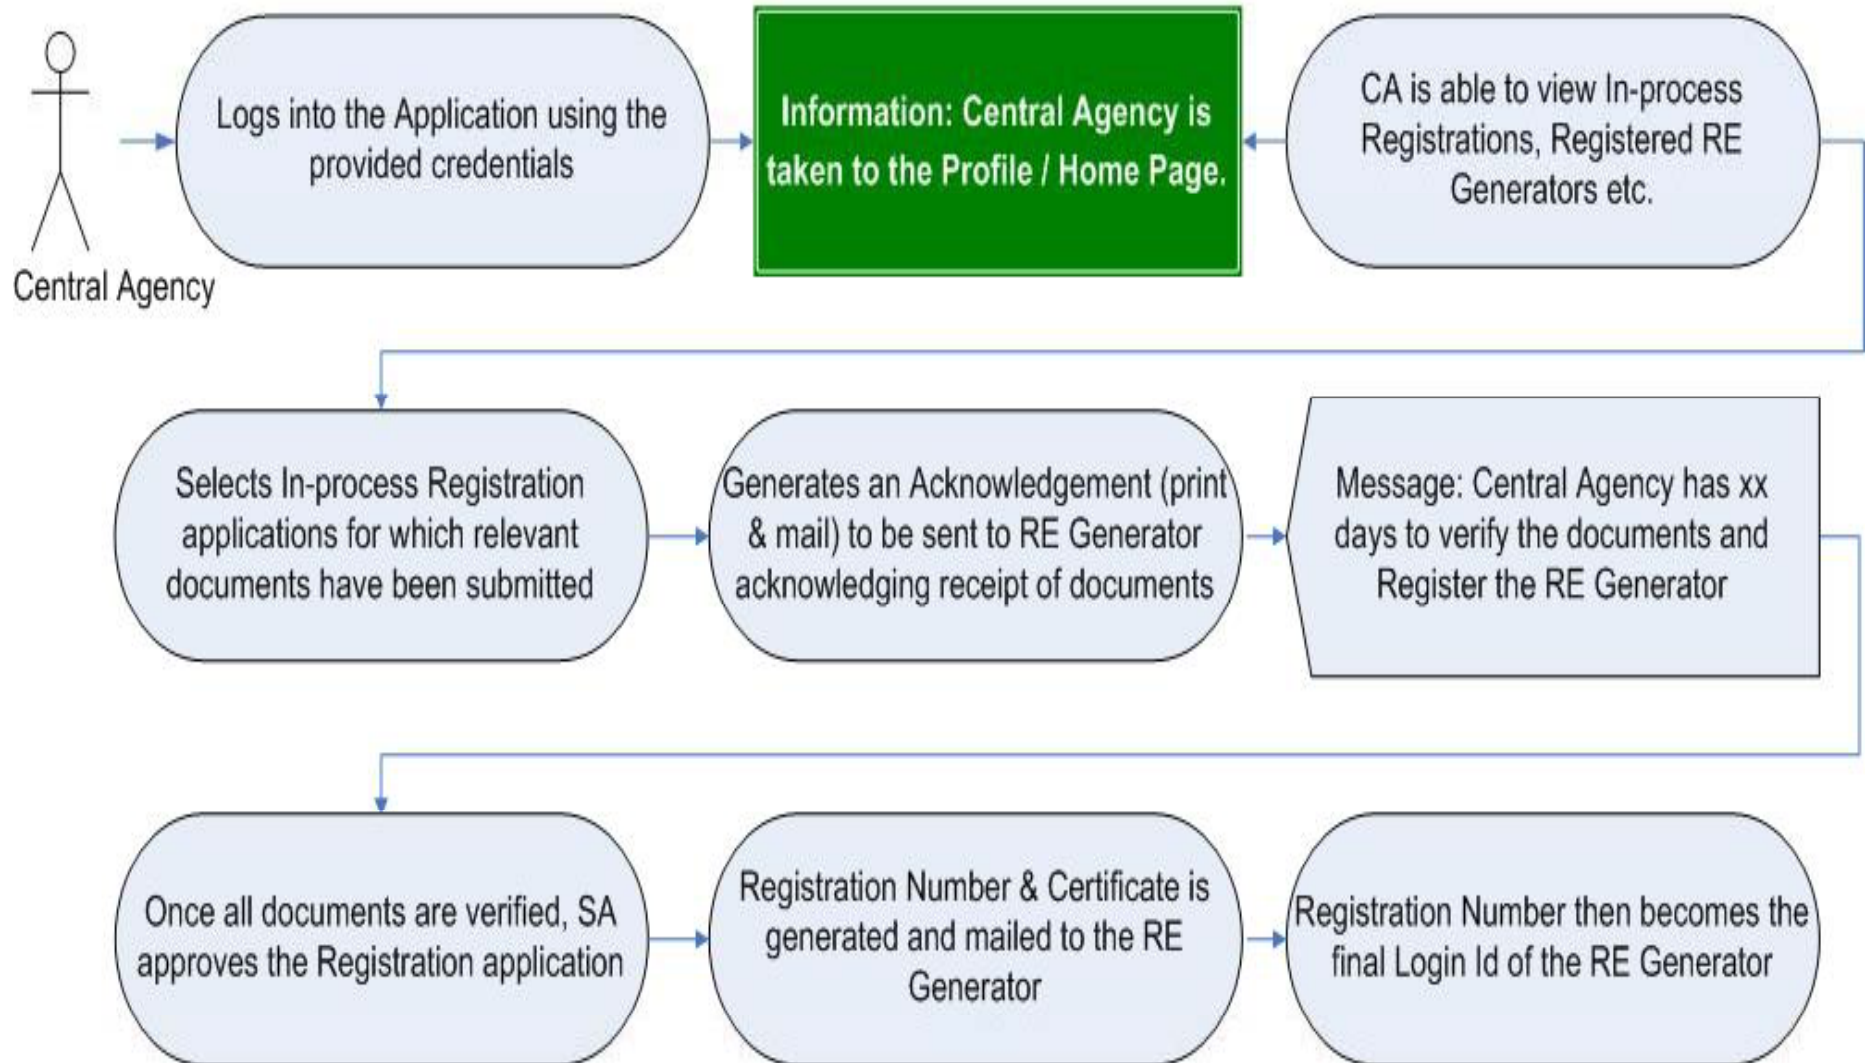 Central Agency
Logs into the Application using the
provided credentials
Information: Central Agency is
taken to the Profile / Home Page.
CA is able to view In-process
Registrations, Registered RE
Generators etc.
Selects In-process Registration
applications for which relevant
documents have been submitted
Generates an Acknowledgement (print
& mail) to be sent to RE Generator
acknowledging receipt of documents
Message: Central Agency has xx
days to verify the documents and
Register the RE Generator
Once all documents are verified, SA
approves the Registration application
Registration Number & Certificate is
generated and mailed to the RE
Generator
Registration Number then becomes the
final Login Id of the RE Generator